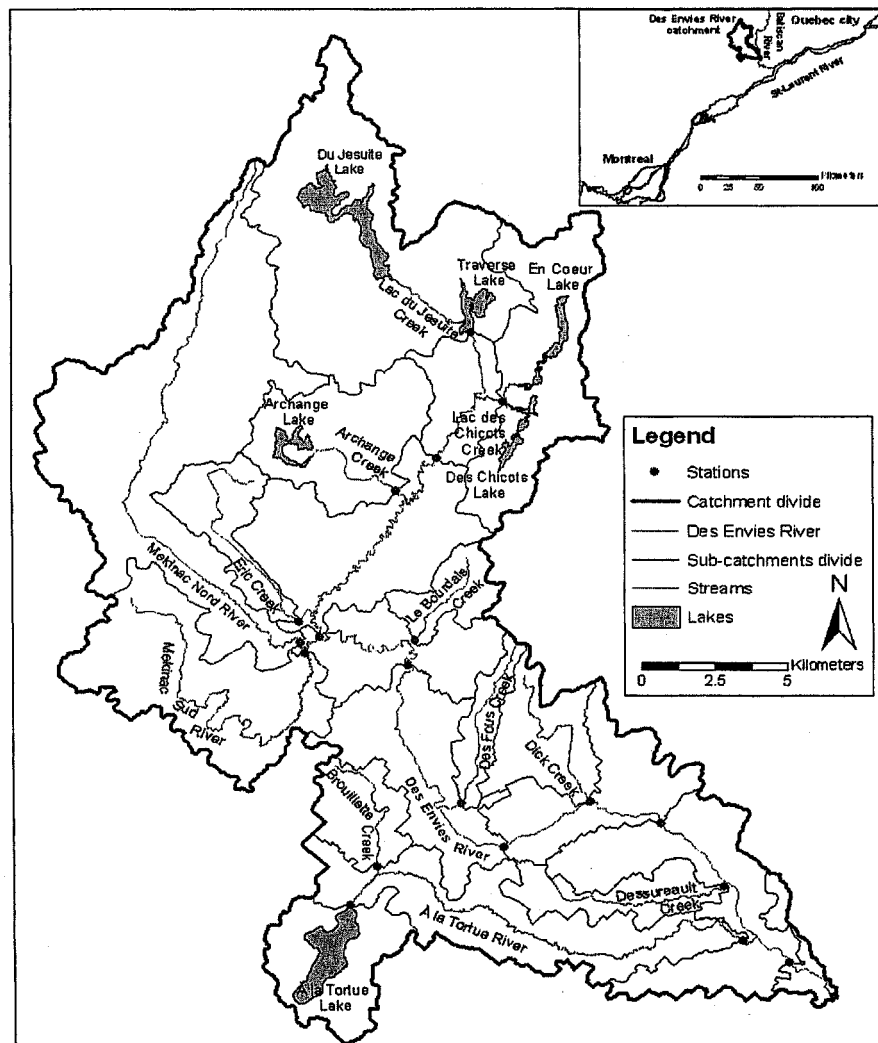 Des Envies River
catchment
Batiscan
River
Quebec city
St-Laurent River
Montreal
Kilometers
0 25 50 100
Du Jesuite
Lake
Traverse
Lake
En Coeur
Lake
Lac du Jesuite
Creek
Archange
Lake
Archange
Creek
Lac des
Chicots
Creek
Des Chicots
Lake
Legend
Stations
Catchment divide
Des Envies River
Sub-catchments divide
Streams
Lakes
N
Kilometers
0 2.5 5
Eric Creek
Mekinac Nord River
Le Bourdale
Creek
Mekinac
Sud
River
Des Fous Creek
Dick Creek
Brouillette
Creek
Des Envies
River
Dessureault
Creek
A la Tortue River
A la Tortue
Lake